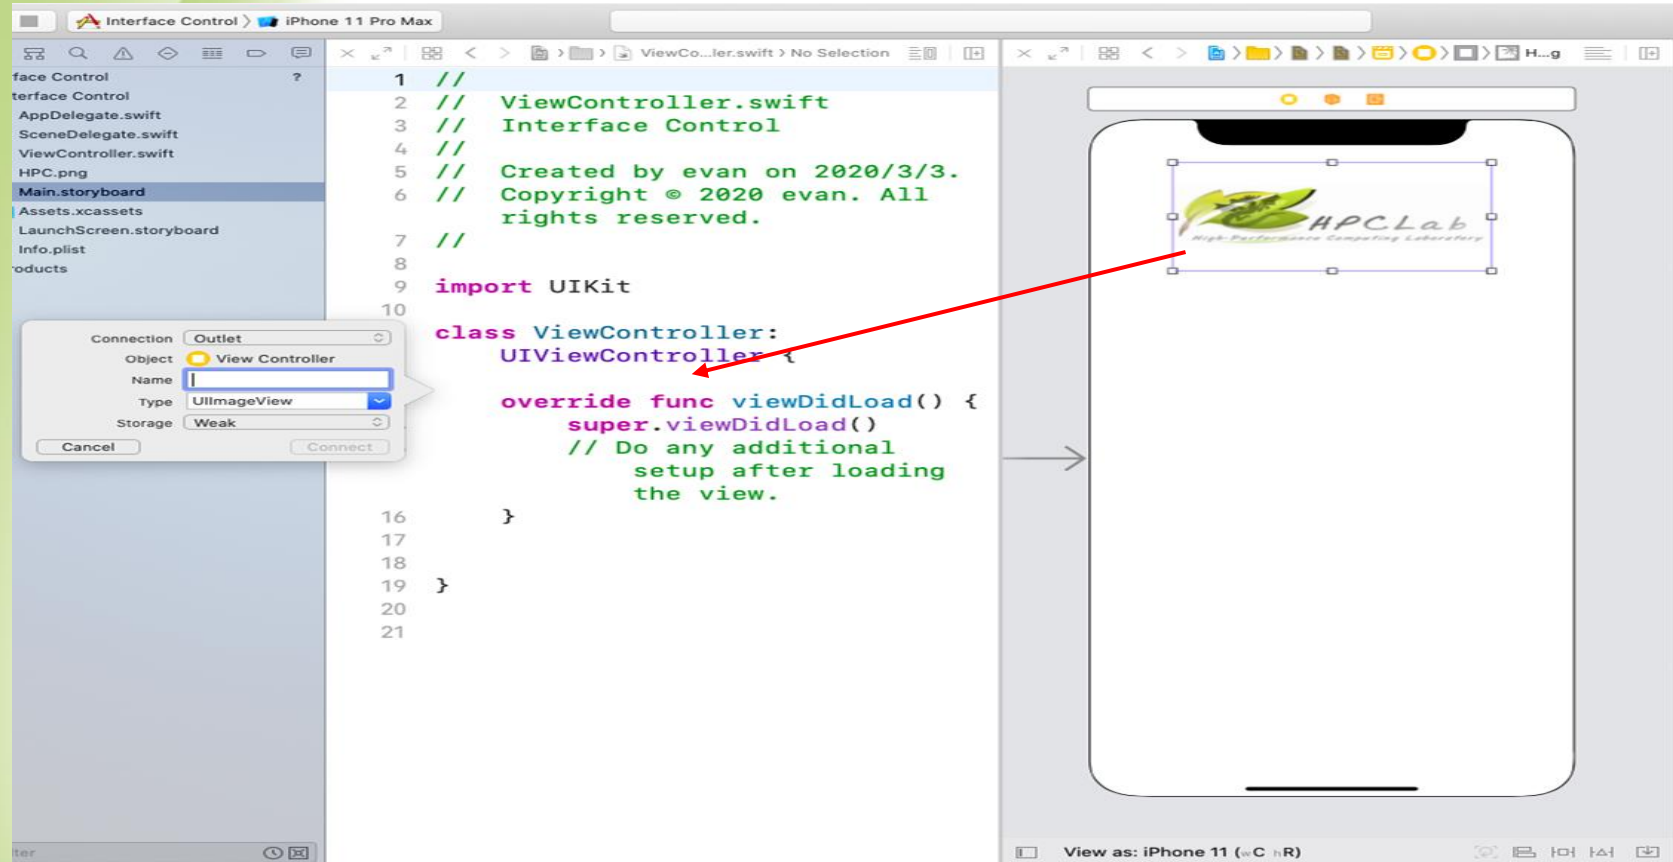 Interface Control 〉 iPhone 11 Pro Max
face Control ?
terface Control
AppDelegate.swift
SceneDelegate.swift
ViewController.swift
HPC.png
Main.storyboard
Assets.xcassets
LaunchScreen.storyboard
Info.plist
oducts
Connection Outlet
Object View Controller
Name
Type UIImageView
Storage Weak
Cancel Connect
ter
ViewCo...ler.swift 〉 No Selection
1 //
2 // ViewController.swift
3 // Interface Control
4 //
5 // Created by evan on 2020/3/3.
6 // Copyright © 2020 evan. All
rights reserved.
7 //
8
9 import UIKit
10
class ViewController:
UIViewController {
override func viewDidLoad() {
super.viewDidLoad()
// Do any additional
setup after loading
the view.
16 }
17
18
19 }
20
21
H...g
HPCLab
High-Performance Computing Laboratory
View as: iPhone 11 (wC hR)